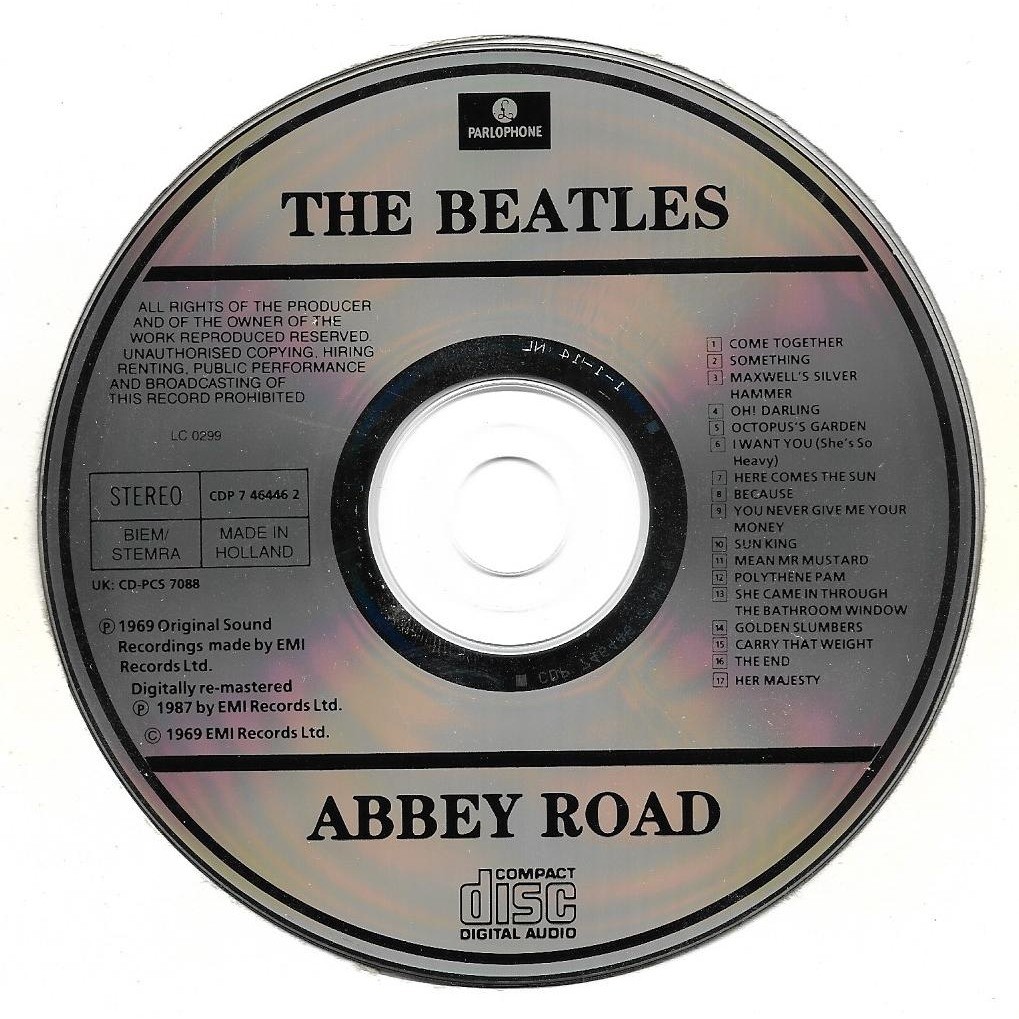 £
PARLOPHONE
THE BEATLES
ALL RIGHTS OF THE PRODUCER
AND OF THE OWNER OF THE
WORK REPRODUCED RESERVED.
UNAUTHORISED COPYING, HIRING
RENTING, PUBLIC PERFORMANCE
AND BROADCASTING OF
THIS RECORD PROHIBITED
LC 0299
STEREO
CDP 7 46446 2
BIEM/
STEMRA
MADE IN
HOLLAND
UK: CD-PCS 7088
Ⓟ 1969 Original Sound
Recordings made by EMI
Records Ltd.
Digitally re-mastered
Ⓟ 1987 by EMI Records Ltd.
© 1969 EMI Records Ltd.
1 COME TOGETHER
2 SOMETHING
3 MAXWELL'S SILVER
HAMMER
4 OH! DARLING
5 OCTOPUS'S GARDEN
6 I WANT YOU (She's So
Heavy)
7 HERE COMES THE SUN
8 BECAUSE
9 YOU NEVER GIVE ME YOUR
MONEY
10 SUN KING
11 MEAN MR MUSTARD
12 POLYTHENE PAM
13 SHE CAME IN THROUGH
THE BATHROOM WINDOW
14 GOLDEN SLUMBERS
15 CARRY THAT WEIGHT
16 THE END
17 HER MAJESTY
1-1-14 NL
ABBEY ROAD
COMPACT
disc
DIGITAL AUDIO